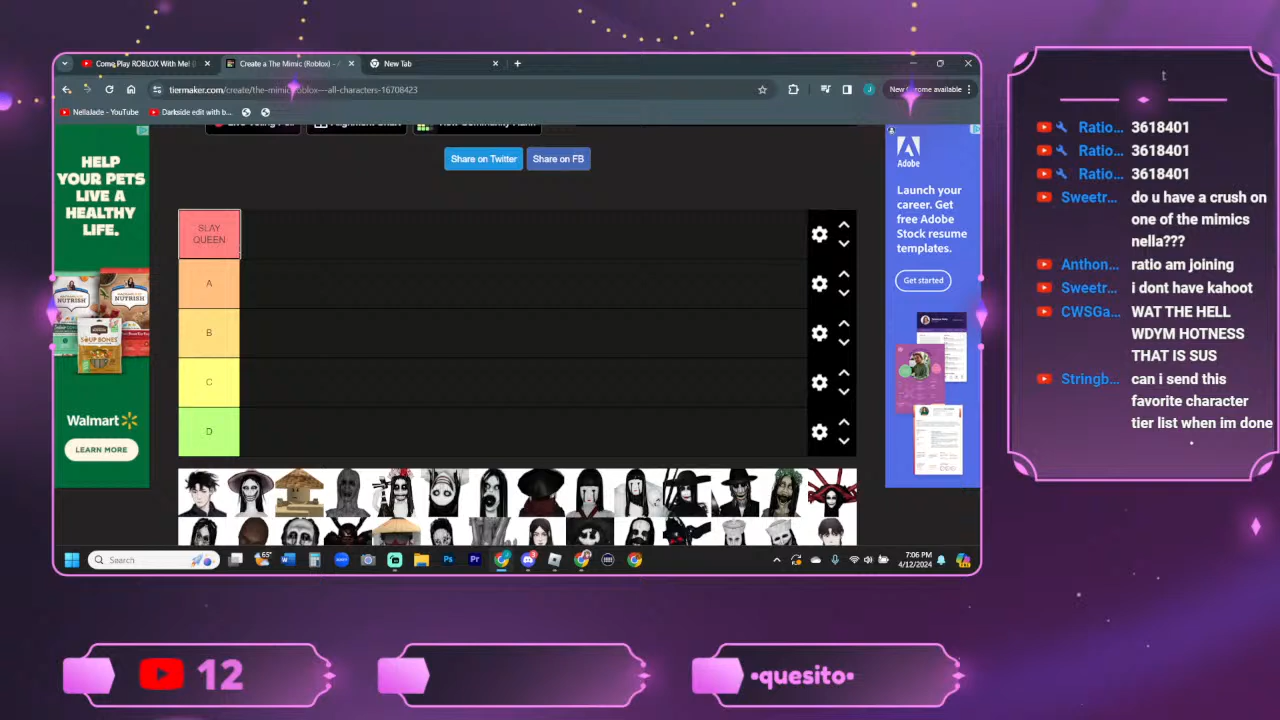 Come Play ROBLOX With Me!
Create a The Mimic (Roblox) - A
New Tab
tiermaker.com/create/the-mimic-roblox---all-characters-16708423
New Chrome available
NellaJade - YouTube
Darkside edit with b...
Share on Twitter
Share on FB
HELP
YOUR PETS
LIVE A
HEALTHY
LIFE.
NUTRISH
NUTRISH
SOUP BONES
Walmart
LEARN MORE
SLAY
QUEEN
A
B
C
D
Adobe
Launch your
career. Get
free Adobe
Stock resume
templates.
Get started
Search
65°
zoom
7:06 PM
4/12/2024
t
Ratio... 3618401
Ratio... 3618401
Ratio... 3618401
Sweetr... do u have a crush on
one of the mimics
nella???
Anthon... ratio am joining
Sweetr... i dont have kahoot
CWSGa... WAT THE HELL
WDYM HOTNESS
THAT IS SUS
Stringb... can i send this
favorite character
tier list when im done
12
•quesito•